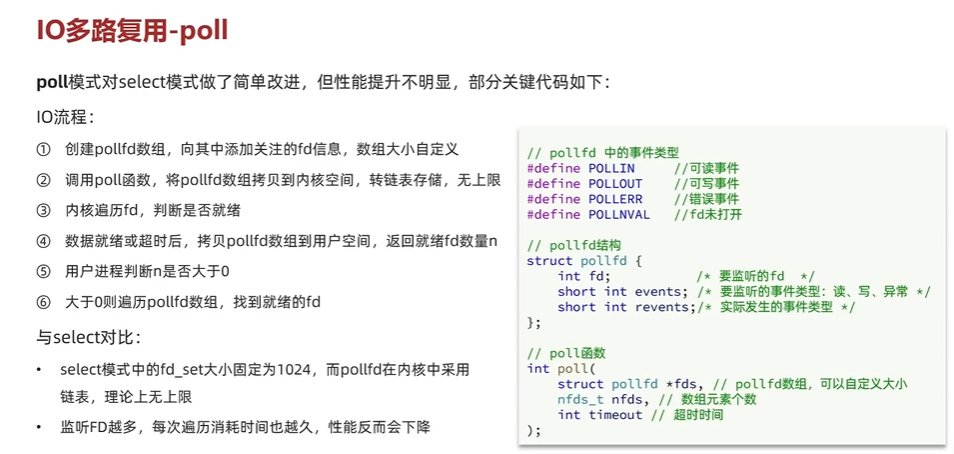 IO多路复用-poll
poll模式对select模式做了简单改进，但性能提升不明显，部分关键代码如下：
IO流程：
① 创建pollfd数组，向其中添加关注的fd信息，数组大小自定义
② 调用poll函数，将pollfd数组拷贝到内核空间，转链表存储，无上限
③ 内核遍历fd，判断是否就绪
④ 数据就绪或超时后，拷贝pollfd数组到用户空间，返回就绪fd数量n
⑤ 用户进程判断n是否大于0
⑥ 大于0则遍历pollfd数组，找到就绪的fd
与select对比：
• select模式中的fd_set大小固定为1024，而pollfd在内核中采用
链表，理论上无上限
• 监听FD越多，每次遍历消耗时间也越久，性能反而会下降
// pollfd 中的事件类型
#define POLLIN //可读事件
#define POLLOUT //可写事件
#define POLLERR //错误事件
#define POLLNVAL //fd未打开
// pollfd结构
struct pollfd {
int fd; /* 要监听的fd */
short int events; /* 要监听的事件类型：读、写、异常 */
short int revents;/* 实际发生的事件类型 */
};
// poll函数
int poll(
struct pollfd *fds, // pollfd数组，可以自定义大小
nfds_t nfds, // 数组元素个数
int timeout // 超时时间
);